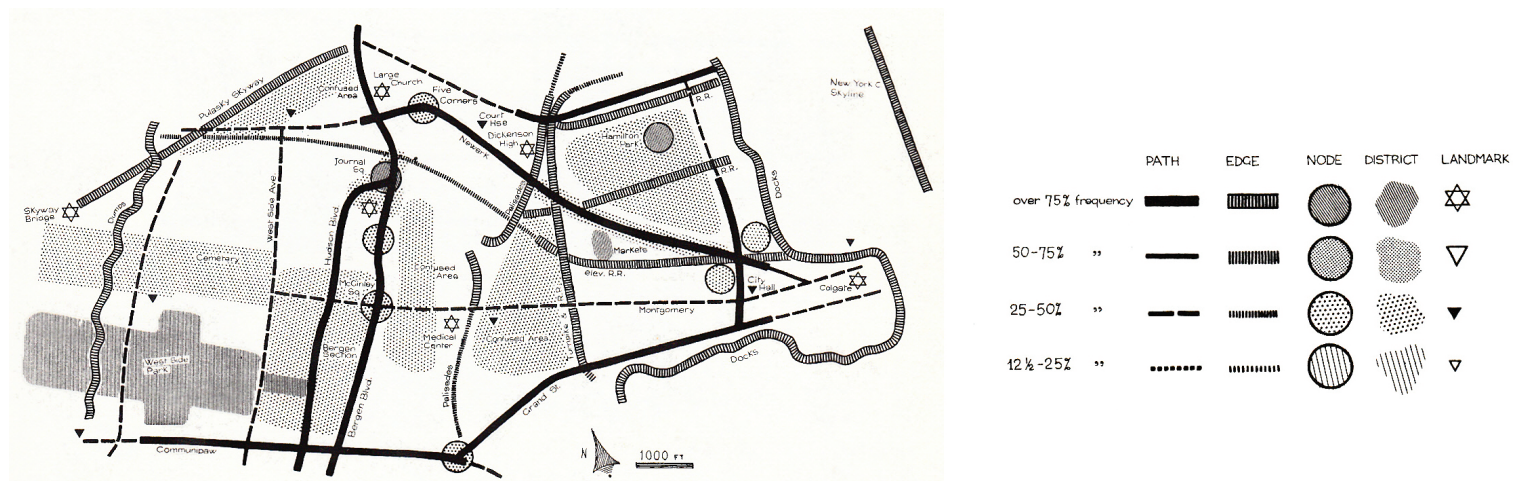 Pulasky Skyway
Large
Church
Confused
Area
Five
Corners
Court
Hse
Dickenson
High
Newark
R.R.
Hamilton
Park
New York C.
Skyline
Journal
Sq.
West Side Ave.
Hudson Blvd.
Palisades
R.R.
Docks
Skyway
Bridge
Dumps
Cemetery
Markets
elev. R.R.
Confused
Area
McGinley
Sq.
City
Hall
Colgate
Montgomery
Medical
Center
Confused Area
West Side
Park
Bergen
Section
Bergen Blvd.
Palisades
Docks
Grand St.
Communipaw
N
1000 FT
PATH EDGE NODE DISTRICT LANDMARK
over 75% frequency
50-75% "
25-50% "
12½-25% "